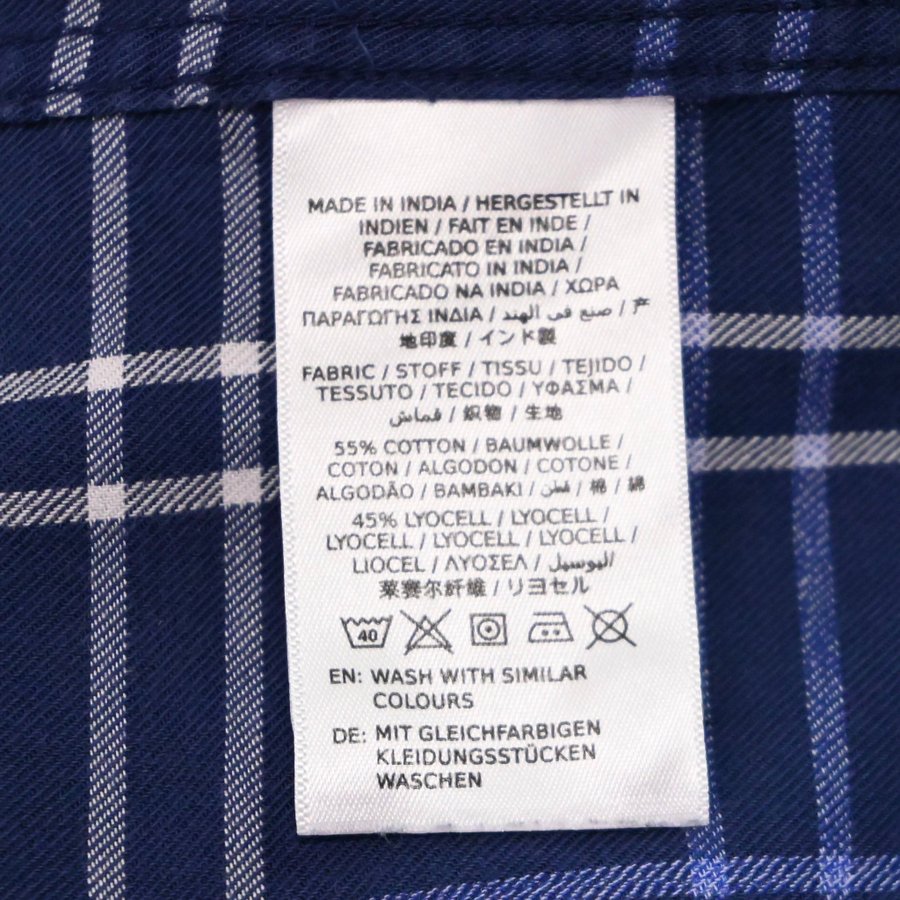 MADE IN INDIA / HERGESTELLT IN
INDIEN / FAIT EN INDE /
FABRICADO EN INDIA /
FABRICATO IN INDIA /
FABRICADO NA INDIA / ΧΩΡΑ
ΠΑΡΑΓΩΓΗΣ ΙΝΔΙΑ / صنع في الهند / 产
地印度 / インド製
FABRIC / STOFF / TISSU / TEJIDO /
TESSUTO / TECIDO / ΥΦΑΣΜΑ /
قماش / 織物 / 生地
55% COTTON / BAUMWOLLE /
COTON / ALGODON / COTONE /
ALGODÃO / BAMBAKI / قطن / 棉 / 綿
45% LYOCELL / LYOCELL /
LYOCELL / LYOCELL / LYOCELL /
LIOCEL / ΛΥΟΣΕΛ / اليوسيل/
莱赛尔纤维 / リヨセル
40
EN: WASH WITH SIMILAR
COLOURS
DE: MIT GLEICHFARBIGEN
KLEIDUNGSSTÜCKEN
WASCHEN